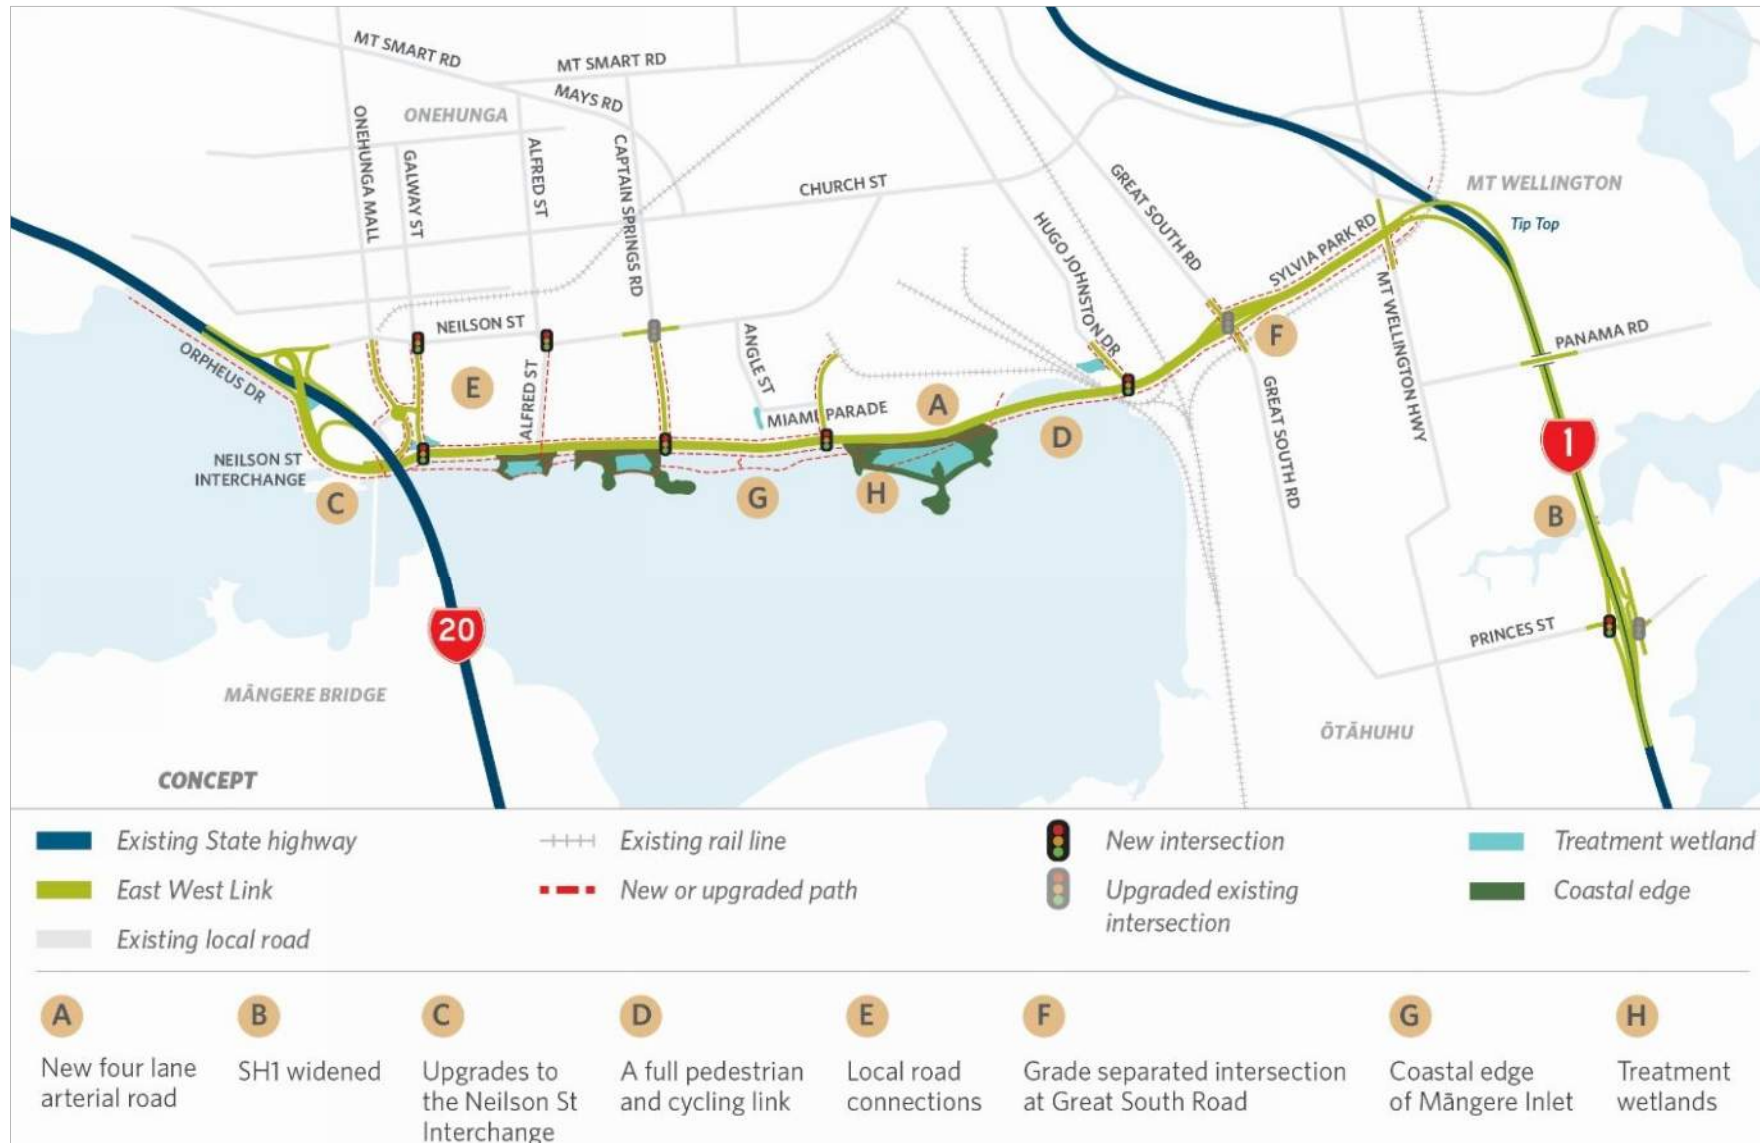 MT SMART RD
MT SMART RD
MAYS RD
ONEHUNGA
ONEHUNGA MALL
GALWAY ST
ALFRED ST
CAPTAIN SPRINGS RD
CHURCH ST
GREAT SOUTH RD
HUGO JOHNSTON DR
SYLVIA PARK RD
MT WELLINGTON
Tip Top
MT WELLINGTON HWY
PANAMA RD
NEILSON ST
ORPHEUS DR
ALFRED ST
ANGLE ST
MIAMI PARADE
E
A
F
D
GREAT SOUTH RD
1
NEILSON ST
INTERCHANGE
C
G
H
B
20
PRINCES ST
MĀNGERE BRIDGE
ŌTĀHUHU
CONCEPT
Existing State highway
Existing rail line
New intersection
Treatment wetland
East West Link
New or upgraded path
Upgraded existing
intersection
Coastal edge
Existing local road
A
New four lane
arterial road
B
SH1 widened
C
Upgrades to
the Neilson St
Interchange
D
A full pedestrian
and cycling link
E
Local road
connections
F
Grade separated intersection
at Great South Road
G
Coastal edge
of Māngere Inlet
H
Treatment
wetlands